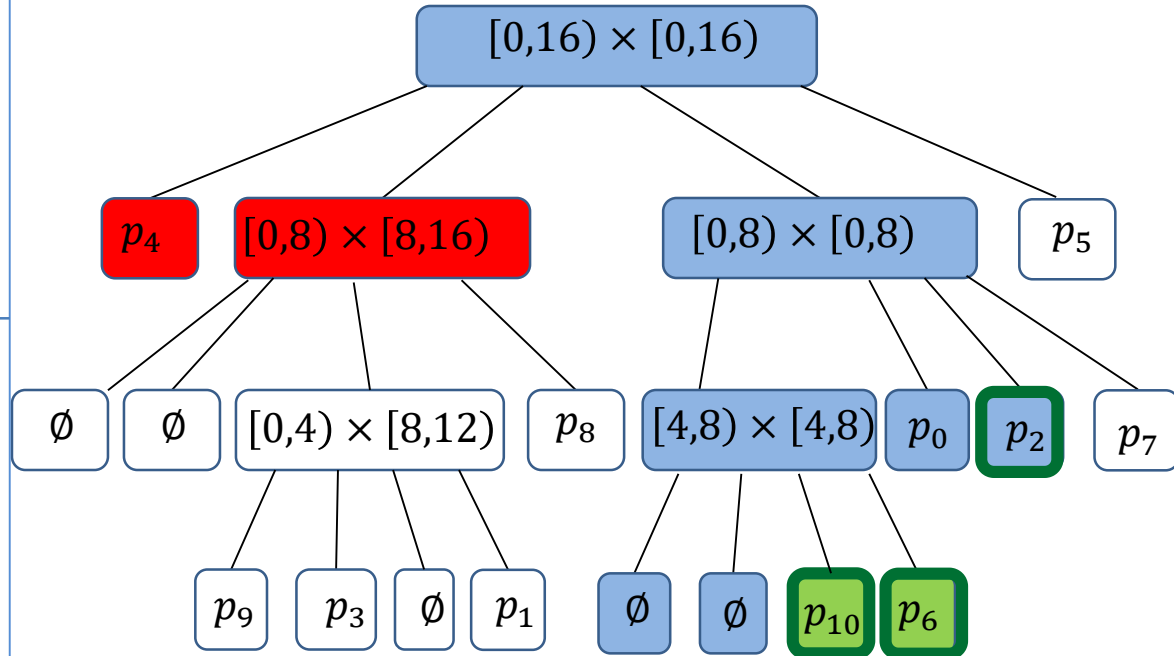 [0,16) × [0,16)
p₄ [0,8) × [8,16) [0,8) × [0,8) p₅
∅ ∅ [0,4) × [8,12) p₈ [4,8) × [4,8) p₀ p₂ p₇
p₉ p₃ ∅ p₁ ∅ ∅ p₁₀ p₆